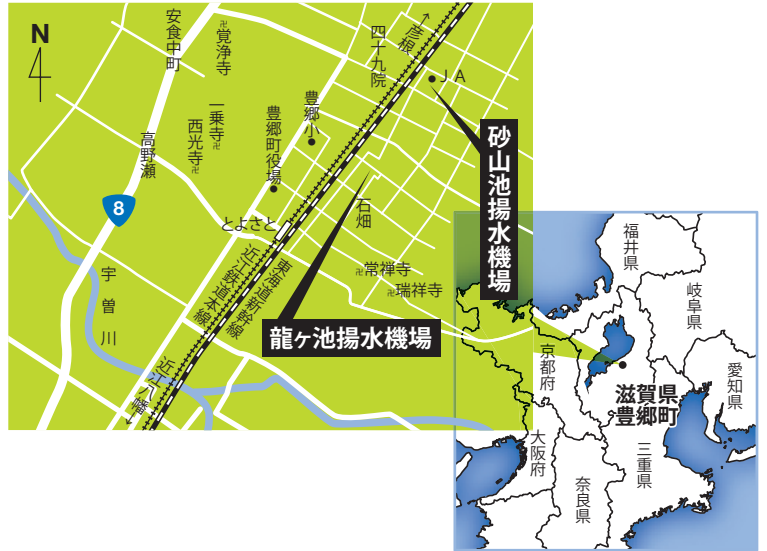 N
安食中町
卍覚浄寺
四十九院
↑彦根
JA
一乗寺卍
西光寺卍
高野瀬
豊郷町役場
豊郷小
砂山池揚水機場
8
とよさと
石畑
宇曽川
近江鉄道本線
東海道新幹線
卍常禅寺
卍瑞祥寺
龍ヶ池揚水機場
近江八幡↓
福井県
岐阜県
京都府
愛知県
滋賀県
豊郷町
大阪府
三重県
奈良県